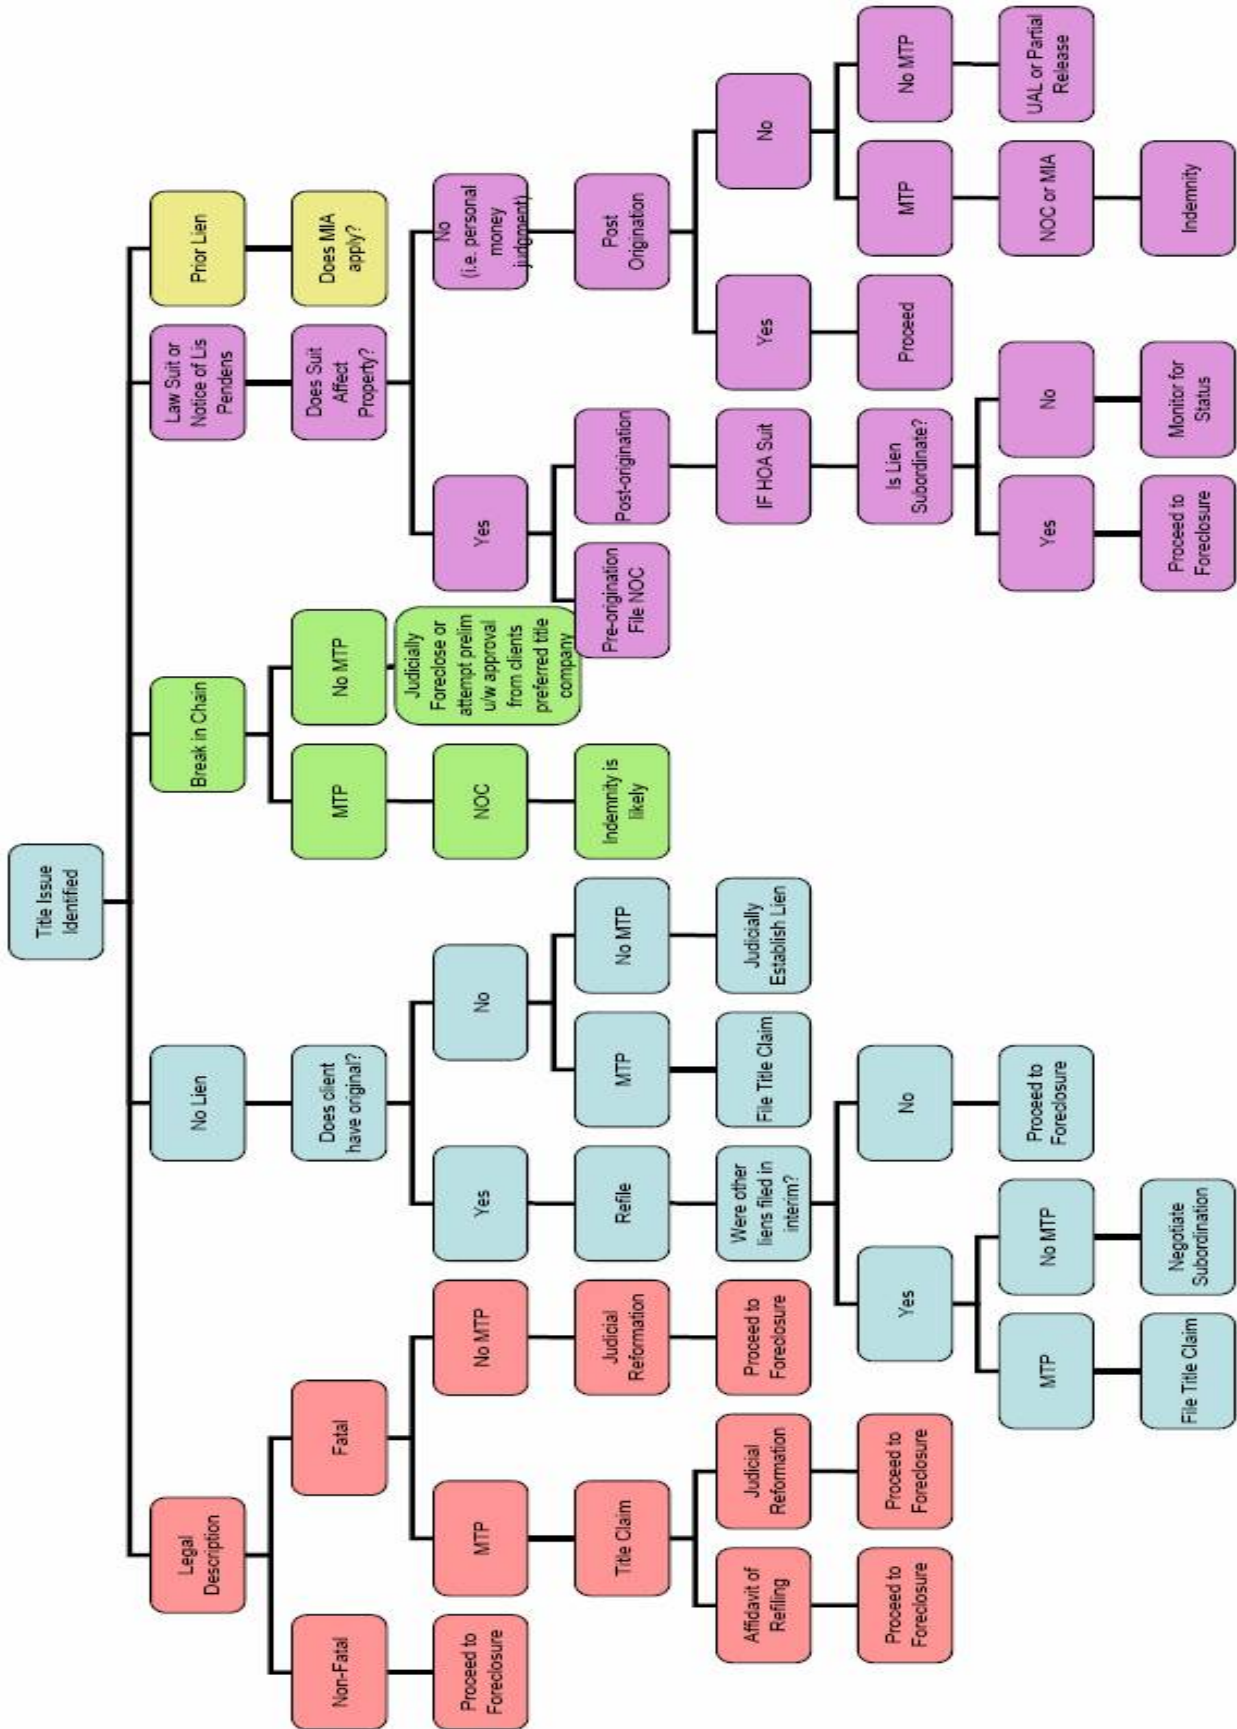 Title Issue
Identified
Legal
Description
No Lien
Break in Chain
Law Suit or
Notice of Lis
Pendens
Prior Lien
Non-Fatal
Fatal
Does client
have original?
MTP
No MTP
Does Suit
Affect
Property?
Does MIA
apply?
Proceed to
Foreclosure
MTP
No MTP
Yes
No
NOC
Judicially
Foreclose or
attempt prelim
u/w approval
from clients
preferred title
company
Yes
No
(i.e. personal
money
judgment)
Title Claim
Judicial
Reformation
Refile
MTP
No MTP
Indemnity is
likely
Pre-origination
File NOC
Post-origination
Post
Origination
Affidavit of
Refiling
Judicial
Reformation
Proceed to
Foreclosure
Were other
liens filed in
interim?
File Title Claim
Judicially
Establish Lien
IF HOA Suit
Yes
No
Proceed to
Foreclosure
Proceed to
Foreclosure
Yes
No
Is Lien
Subordinate?
Proceed
MTP
No MTP
MTP
No MTP
Proceed to
Foreclosure
Yes
No
NOC or MIA
UAL or Partial
Release
File Title Claim
Negotiate
Subordination
Proceed to
Foreclosure
Monitor for
Status
Indemnity